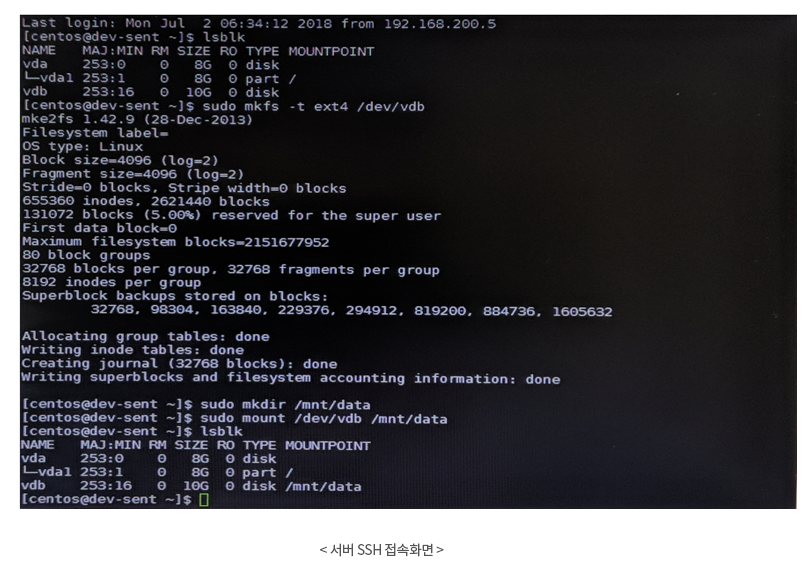 Last login: Mon Jul  2 06:34:12 2018 from 192.168.200.5
[centos@dev-sent ~]$ lsblk
NAME   MAJ:MIN RM SIZE RO TYPE MOUNTPOINT
vda    253:0    0   8G  0 disk
└─vda1 253:1    0   8G  0 part /
vdb    253:16   0  10G  0 disk
[centos@dev-sent ~]$ sudo mkfs -t ext4 /dev/vdb
mke2fs 1.42.9 (28-Dec-2013)
Filesystem label=
OS type: Linux
Block size=4096 (log=2)
Fragment size=4096 (log=2)
Stride=0 blocks, Stripe width=0 blocks
655360 inodes, 2621440 blocks
131072 blocks (5.00%) reserved for the super user
First data block=0
Maximum filesystem blocks=2151677952
80 block groups
32768 blocks per group, 32768 fragments per group
8192 inodes per group
Superblock backups stored on blocks:
        32768, 98304, 163840, 229376, 294912, 819200, 884736, 1605632
Allocating group tables: done
Writing inode tables: done
Creating journal (32768 blocks): done
Writing superblocks and filesystem accounting information: done
[centos@dev-sent ~]$ sudo mkdir /mnt/data
[centos@dev-sent ~]$ sudo mount /dev/vdb /mnt/data
[centos@dev-sent ~]$ lsblk
NAME   MAJ:MIN RM SIZE RO TYPE MOUNTPOINT
vda    253:0    0   8G  0 disk
└─vda1 253:1    0   8G  0 part /
vdb    253:16   0  10G  0 disk /mnt/data
[centos@dev-sent ~]$
< 서버 SSH 접속화면 >